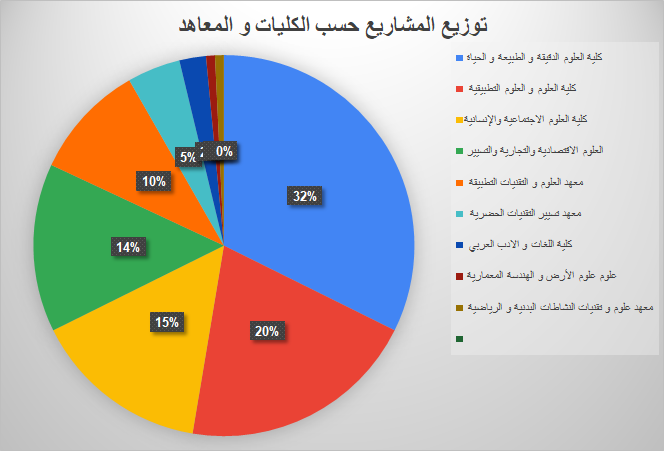 توزيع المشاريع حسب الكليات و المعاهد
كلية العلوم الدقيقة و الطبيعة و الحياة
كلية العلوم و العلوم التطبيقية
كلية العلوم الاجتماعية والإنسانية
العلوم الاقتصادية والتجارية والتسيير
معهد العلوم و التقنيات التطبيقة
معهد تسيير التقنيات الحضرية
كلية اللغات و الادب العربي
علوم علوم الأرض و الهندسة المعمارية
معهد علوم و تقنيات النشاطات البدنية و الرياضية
32%
20%
15%
14%
10%
5%
0%